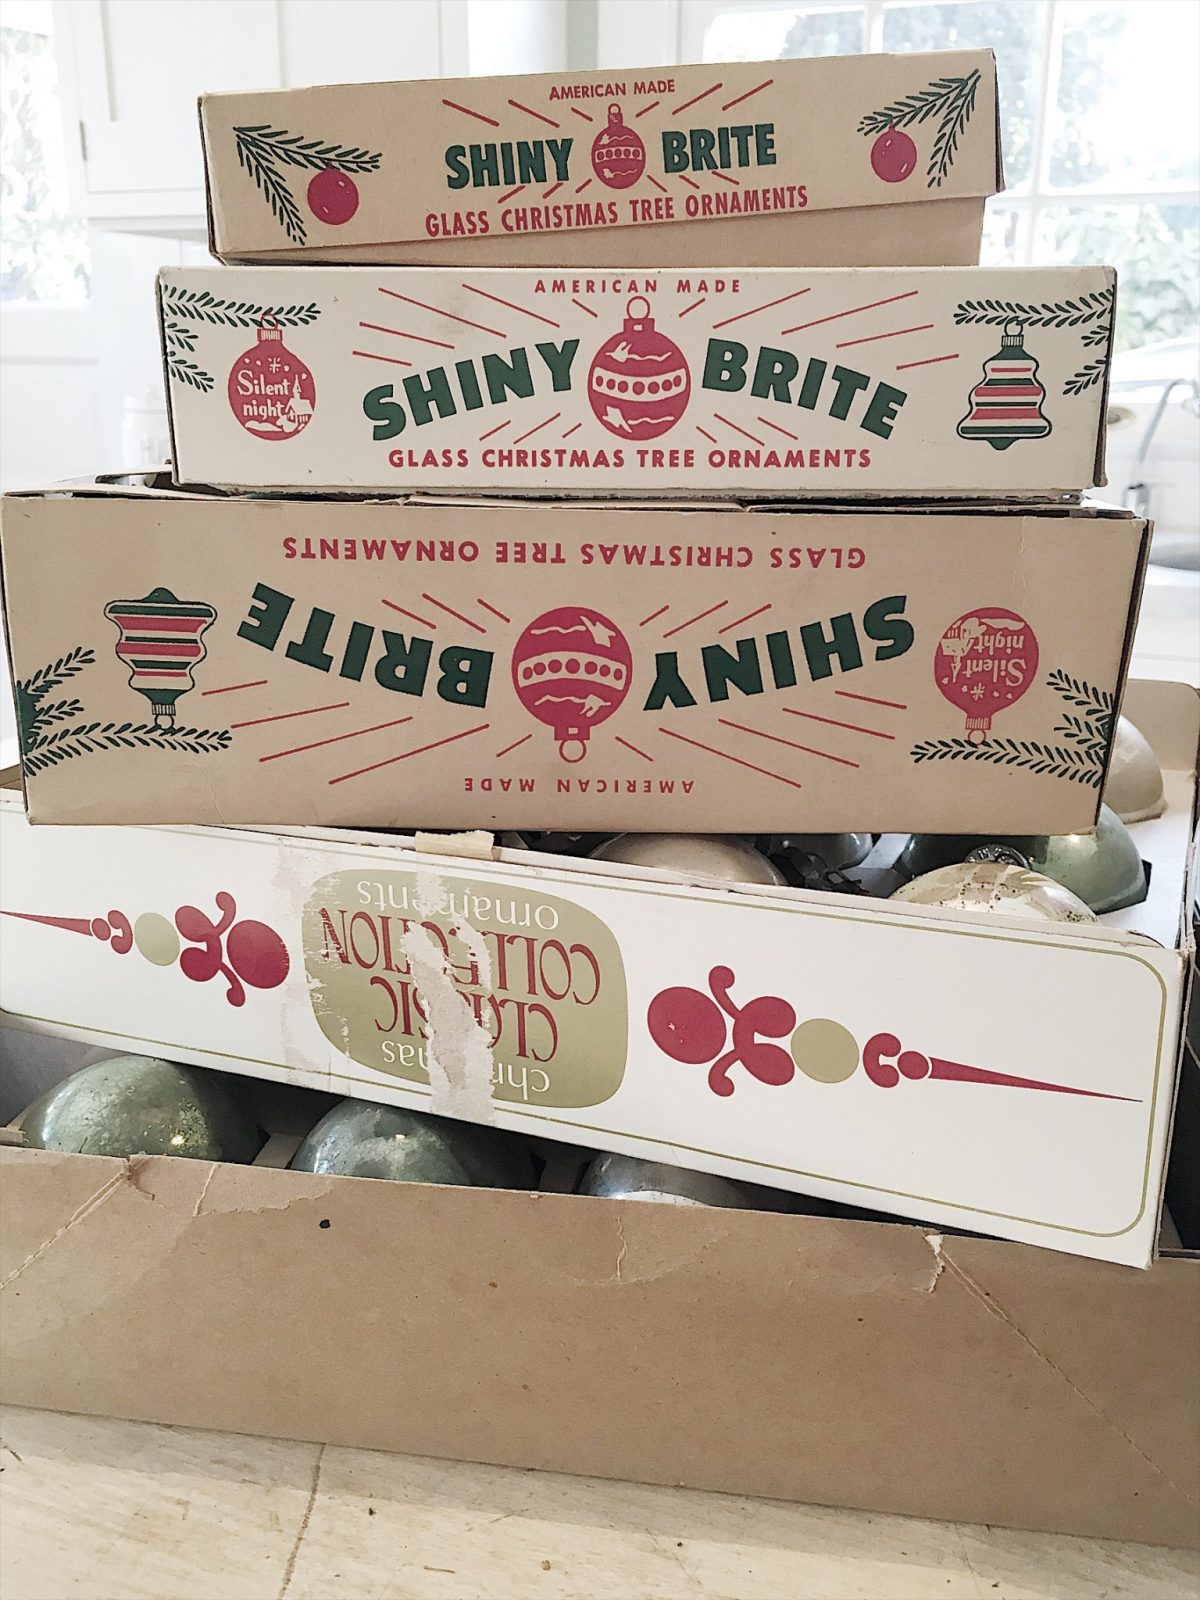 AMERICAN MADE
SHINY BRITE
GLASS CHRISTMAS TREE ORNAMENTS
AMERICAN MADE
Silent
night
SHINY BRITE
GLASS CHRISTMAS TREE ORNAMENTS
AMERICAN MADE
Silent
night
SHINY BRITE
GLASS CHRISTMAS TREE ORNAMENTS
CLASSIC
COLLECTION
ornaments